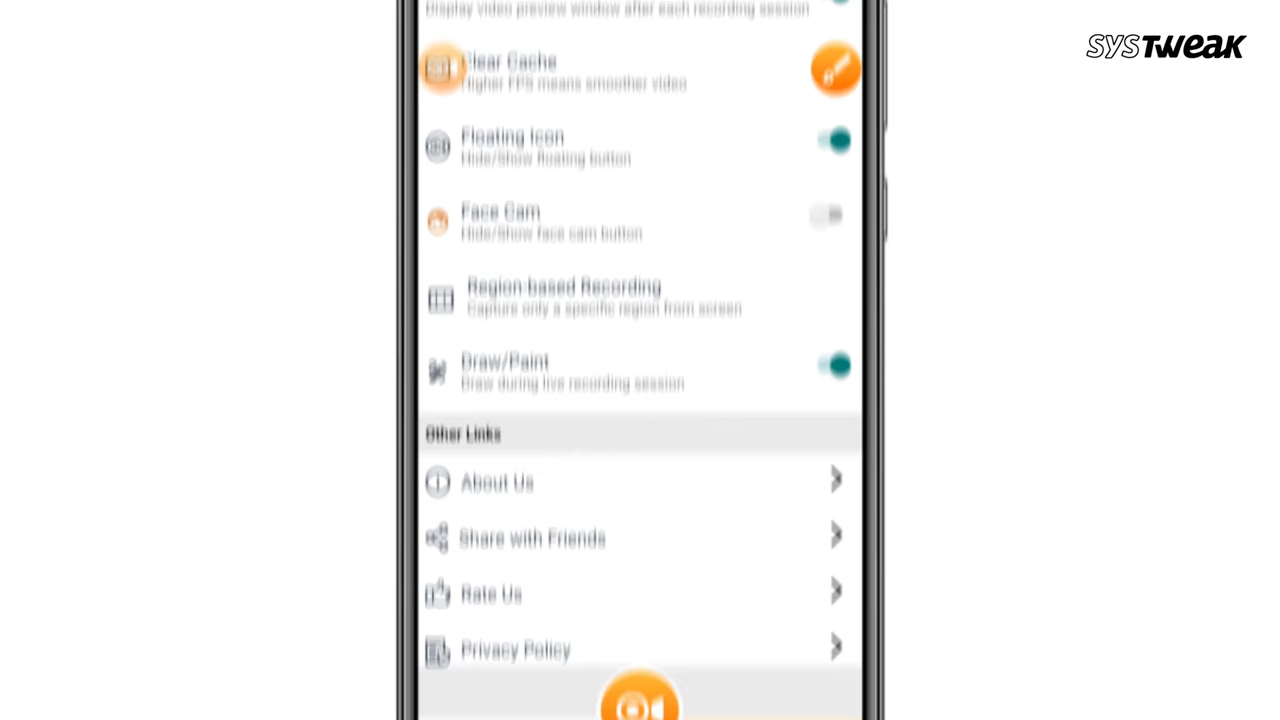 SYSTWEAK
Display video preview window after each recording session
Clear Cache
Higher FPS means smoother video
Floating Icon
Hide/Show floating button
Face Cam
Hide/Show face cam button
Region based Recording
Capture only a specific region from screen
Draw/Paint
Draw during live recording session
Other Links
About Us
Share with Friends
Rate Us
Privacy Policy